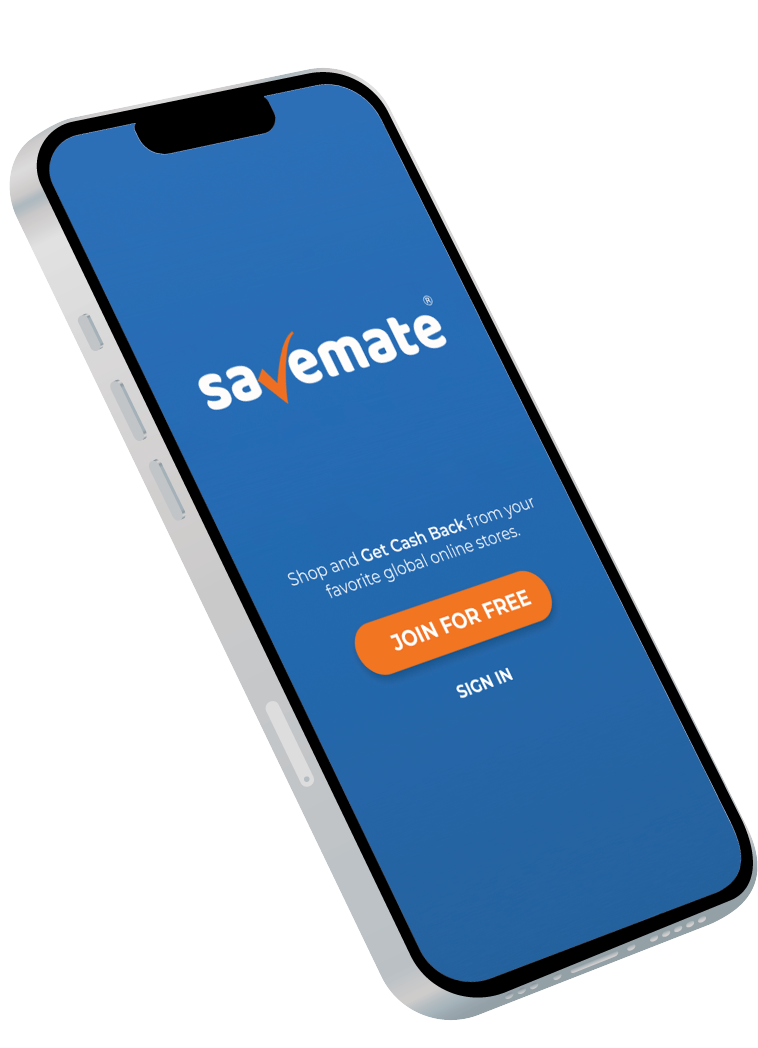 savemate®
Shop and Get Cash Back from your
favorite global online stores.
JOIN FOR FREE
SIGN IN